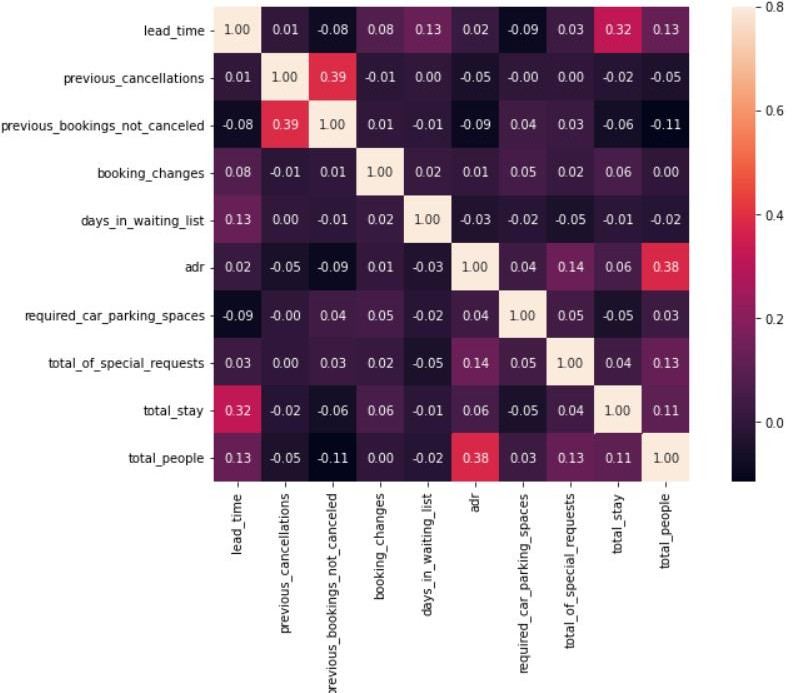 lead_time 1.00 0.01 -0.08 0.08 0.13 0.02 -0.09 0.03 0.32 0.13
previous_cancellations 0.01 1.00 0.39 -0.01 0.00 -0.05 -0.00 0.00 -0.02 -0.05
previous_bookings_not_canceled -0.08 0.39 1.00 0.01 -0.01 -0.09 0.04 0.03 -0.06 -0.11
booking_changes 0.08 -0.01 0.01 1.00 0.02 0.01 0.05 0.02 0.06 0.00
days_in_waiting_list 0.13 0.00 -0.01 0.02 1.00 -0.03 -0.02 -0.05 -0.01 -0.02
adr 0.02 -0.05 -0.09 0.01 -0.03 1.00 0.04 0.14 0.06 0.38
required_car_parking_spaces -0.09 -0.00 0.04 0.05 -0.02 0.04 1.00 0.05 -0.05 0.03
total_of_special_requests 0.03 0.00 0.03 0.02 -0.05 0.14 0.05 1.00 0.04 0.13
total_stay 0.32 -0.02 -0.06 0.06 -0.01 0.06 -0.05 0.04 1.00 0.11
total_people 0.13 -0.05 -0.11 0.00 -0.02 0.38 0.03 0.13 0.11 1.00
lead_time
previous_cancellations
previous_bookings_not_canceled
booking_changes
days_in_waiting_list
adr
required_car_parking_spaces
total_of_special_requests
total_stay
total_people
0.8
0.6
0.4
0.2
0.0